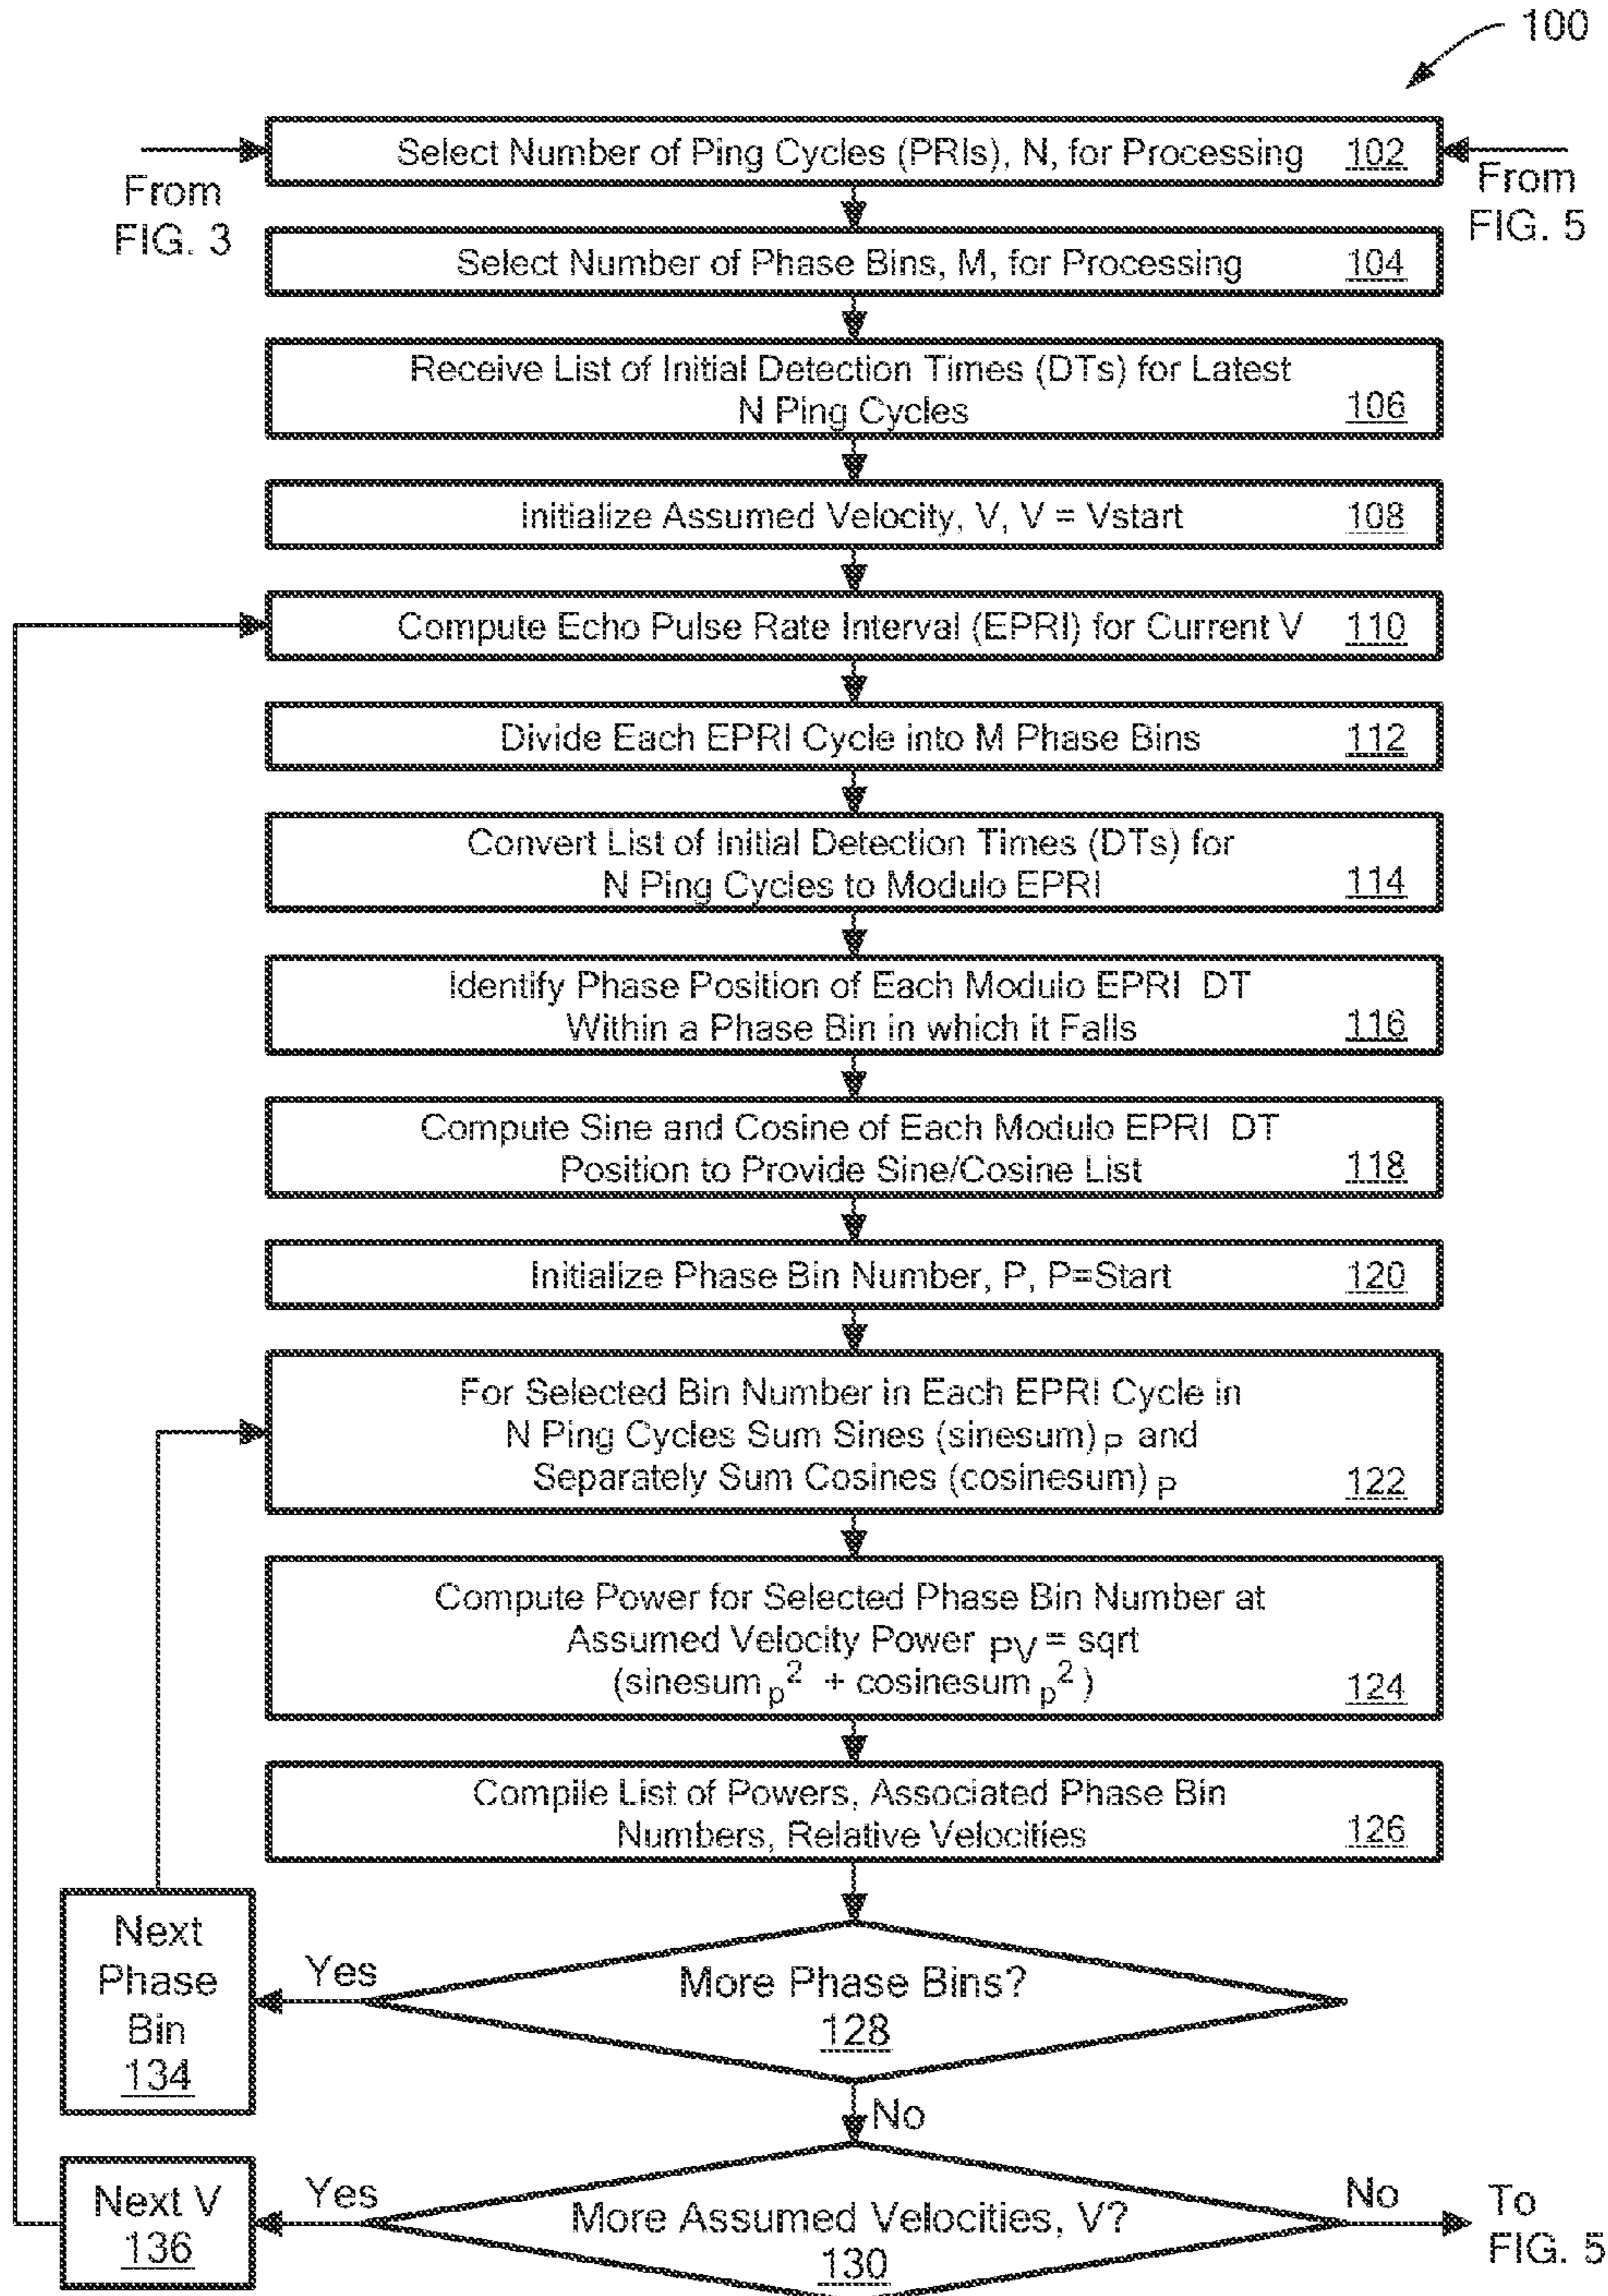 100
Select Number of Ping Cycles (PRIs), N, for Processing 102
From
FIG. 3
From
FIG. 5
Select Number of Phase Bins, M, for Processing 104
Receive List of Initial Detection Times (DTs) for Latest
N Ping Cycles 106
Initialize Assumed Velocity, V, V = Vstart 108
Compute Echo Pulse Rate Interval (EPRI) for Current V 110
Divide Each EPRI Cycle into M Phase Bins 112
Convert List of Initial Detection Times (DTs) for
N Ping Cycles to Modulo EPRI 114
Identify Phase Position of Each Modulo EPRI DT
Within a Phase Bin in which it Falls 116
Compute Sine and Cosine of Each Modulo EPRI DT
Position to Provide Sine/Cosine List 118
Initialize Phase Bin Number, P, P=Start 120
For Selected Bin Number in Each EPRI Cycle in
N Ping Cycles Sum Sines (sinesum) P and
Separately Sum Cosines (cosinesum) P 122
Compute Power for Selected Phase Bin Number at
Assumed Velocity Power PV = sqrt
(sinesum p² + cosinesum p²) 124
Compile List of Powers, Associated Phase Bin
Numbers, Relative Velocities 126
Next
Phase
Bin
134
Yes
More Phase Bins?
128
No
Next V
136
Yes
More Assumed Velocities, V?
130
No
To
FIG. 5